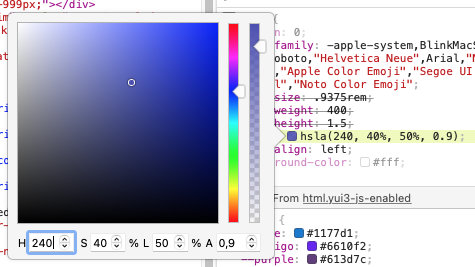 999px;"></div>
{
: 0;
family: -apple-system,BlinkMacS
oboto,"Helvetica Neue",Arial,"N
,"Apple Color Emoji","Segoe UI
l","Noto Color Emoji";
size: .9375rem;
weight: 400;
height: 1.5;
hsla(240, 40%, 50%, 0.9);
align: left;
round-color: #fff;
From html.yui3-js-enabled
{
#1177d1;
igo: #6610f2;
--purple: #613d7c;
H 240 S 40 % L 50 % A 0,9